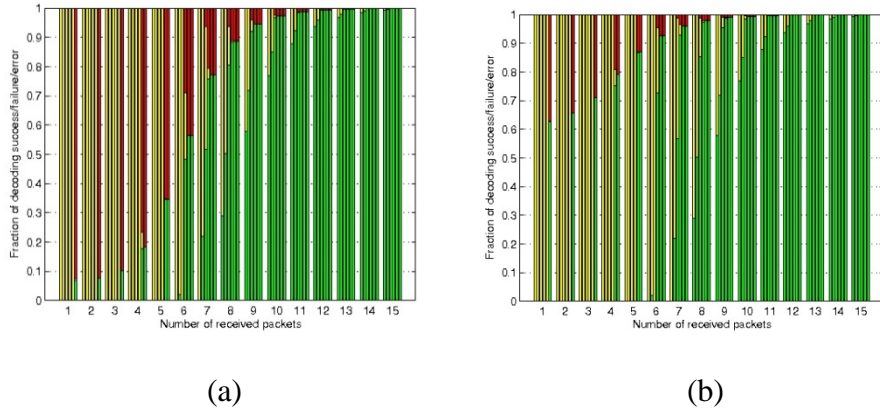 1
0.9
0.8
0.7
0.6
0.5
0.4
0.3
0.2
0.1
0
Fraction of decoding success/failure/error
1 2 3 4 5 6 7 8 9 10 11 12 13 14 15
Number of received packets
(a)
1
0.9
0.8
0.7
0.6
0.5
0.4
0.3
0.2
0.1
0
Fraction of decoding success/failure/error
1 2 3 4 5 6 7 8 9 10 11 12 13 14 15
Number of received packets
(b)